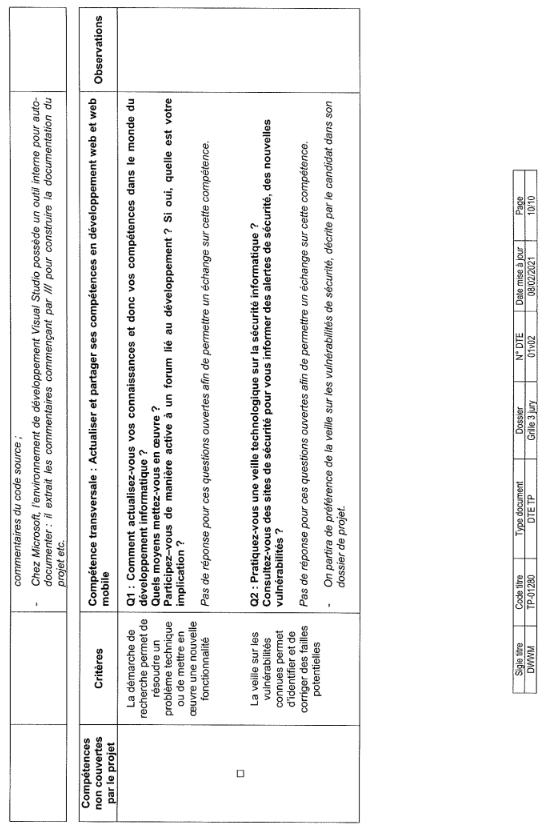 commentaires du code source ;
- Chez Microsoft, l'environnement de développement Visual Studio possède un outil interne pour auto-
documenter : il extrait les commentaires commençant par /// pour construire la documentation du
projet etc.
Compétences
non couvertes
par le projet
Critères
Compétence transversale : Actualiser et partager ses compétences en développement web et web
mobile
Observations
La démarche de
recherche permet de
résoudre un
problème technique
ou de mettre en
œuvre une nouvelle
fonctionnalité
Q1 : Comment actualisez-vous vos connaissances et donc vos compétences dans le monde du
développement informatique ?
Quels moyens mettez-vous en œuvre ?
Participez-vous de manière active à un forum lié au développement ? Si oui, quelle est votre
implication ?
Pas de réponse pour ces questions ouvertes afin de permettre un échange sur cette compétence.
La veille sur les
vulnérabilités
connues permet
d'identifier et de
corriger des failles
potentielles
Q2 : Pratiquez-vous une veille technologique sur la sécurité informatique ?
Consultez-vous des sites de sécurité pour vous informer des alertes de sécurité, des nouvelles
vulnérabilités ?
Pas de réponse pour ces questions ouvertes afin de permettre un échange sur cette compétence.
- On partira de préférence de la veille sur les vulnérabilités de sécurité, décrite par le candidat dans son
dossier de projet.
Sigle titre Code titre Type document Dossier N° DTE Date mise à jour Page
DWWM TP-01280 DTE TP Grille 3 jury 01v02 08/02/2021 10/10